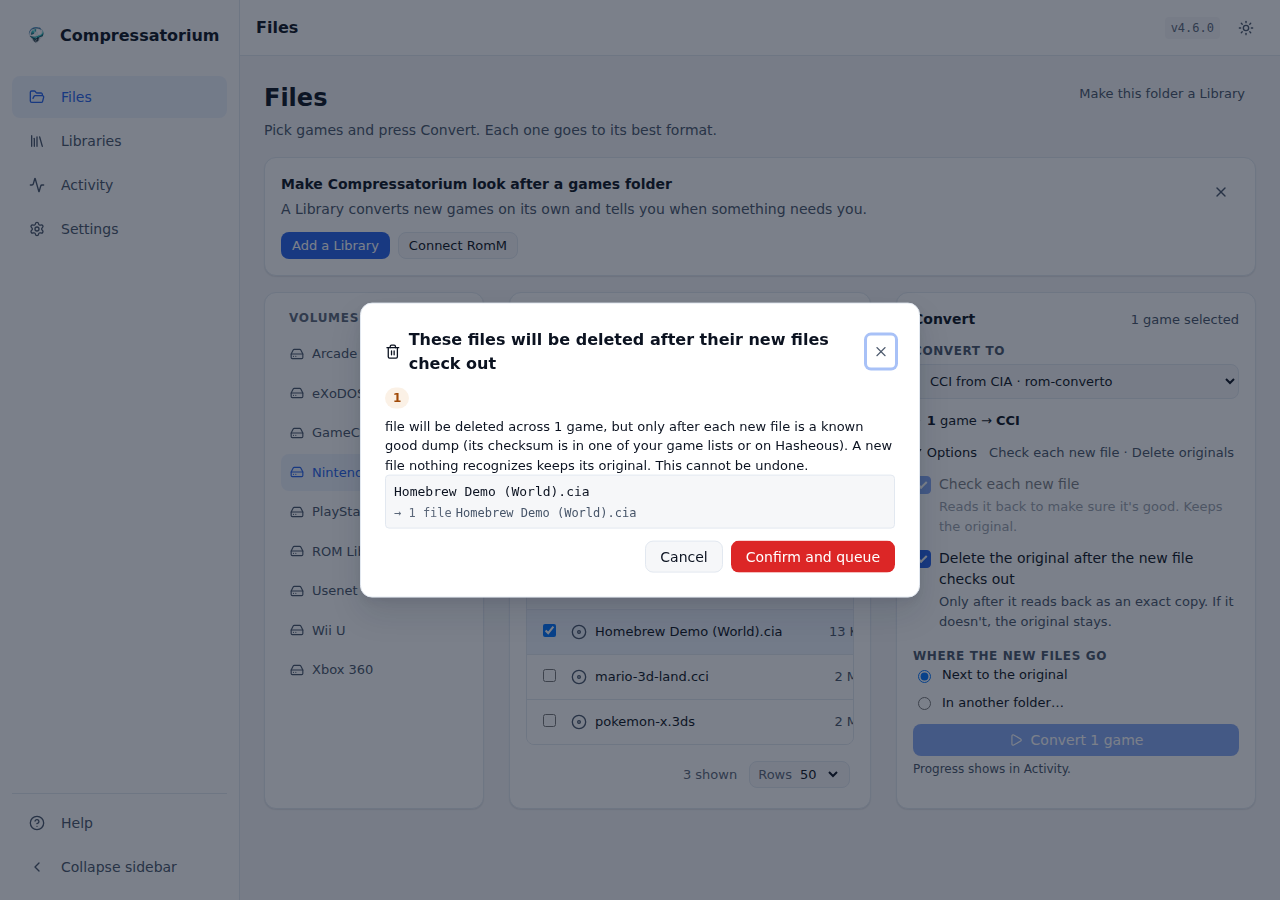 Compressatorium
Files
Libraries
Activity
Settings
Help
Collapse sidebar
Files
v4.6.0
Files
Make this folder a Library
Pick games and press Convert. Each one goes to its best format.
Make Compressatorium look after a games folder
A Library converts new games on its own and tells you when something needs you.
Add a Library
Connect RomM
VOLUMES
Arcade
GameC
Usenet
Wii U
Xbox 360
These files will be deleted after their new files
check out
1
file will be deleted across 1 game, but only after each new file is a known
good dump (its checksum is in one of your game lists or on Hasheous). A new
file nothing recognizes keeps its original. This cannot be undone.
Homebrew Demo (World).cia
→ 1 file Homebrew Demo (World).cia
Cancel
Confirm and queue
Homebrew Demo (World).cia 13
mario-3d-land.cci 2
pokemon-x.3ds 2
3 shown
Rows 50
Convert
1 game selected
CONVERT TO
CCI from CIA · rom-converto
1 game → CCI
Options Check each new file · Delete originals
Check each new file
Reads it back to make sure it's good. Keeps
the original.
Delete the original after the new file
checks out
Only after it reads back as an exact copy. If it
doesn't, the original stays.
WHERE THE NEW FILES GO
Next to the original
In another folder…
Convert 1 game
Progress shows in Activity.